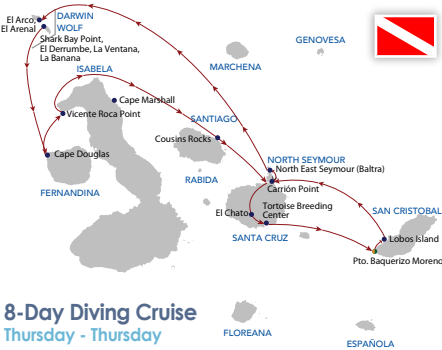 El Arco,
El Arenal
DARWIN
WOLF
Shark Bay Point,
El Derrumbe, La Ventana,
La Banana
GENOVESA
MARCHENA
ISABELA
Cape Marshall
Vicente Roca Point
SANTIAGO
Cousins Rocks
Cape Douglas
RABIDA
NORTH SEYMOUR
North East Seymour (Baltra)
Carrión Point
FERNANDINA
El Chato
Tortoise Breeding
Center
SAN CRISTOBAL
SANTA CRUZ
Lobos Island
Pto. Baquerizo Moreno
8-Day Diving Cruise
Thursday - Thursday
FLOREANA
ESPAÑOLA